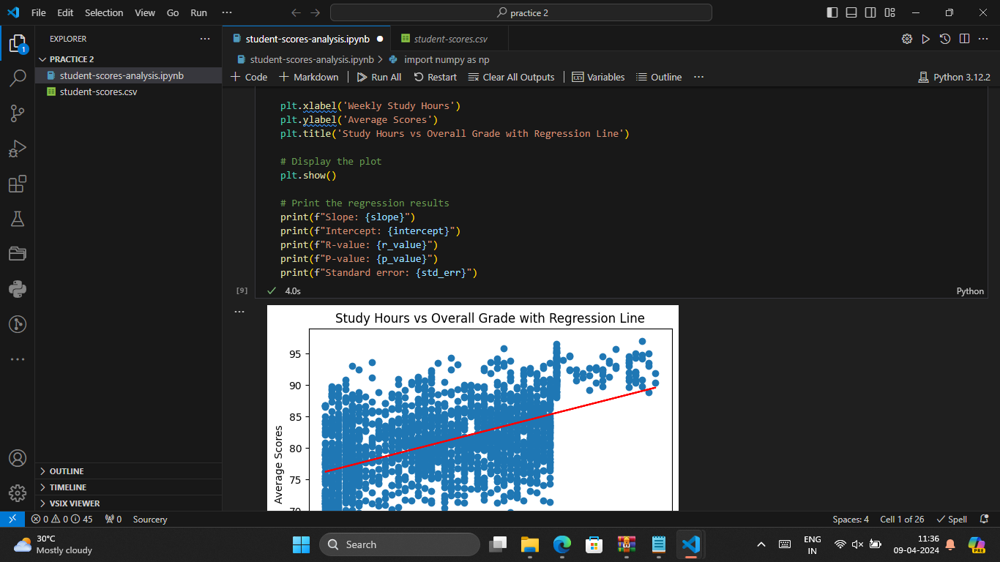 File Edit Selection View Go Run ···
practice 2
EXPLORER ···
PRACTICE 2
student-scores-analysis.ipynb
student-scores.csv
OUTLINE
TIMELINE
VSIX VIEWER
student-scores-analysis.ipynb
student-scores.csv
student-scores-analysis.ipynb > import numpy as np
+ Code + Markdown | Run All Restart Clear All Outputs | Variables Outline ··· Python 3.12.2
plt.xlabel('Weekly Study Hours')
plt.ylabel('Average Scores')
plt.title('Study Hours vs Overall Grade with Regression Line')
# Display the plot
plt.show()
# Print the regression results
print(f"Slope: {slope}")
print(f"Intercept: {intercept}")
print(f"R-value: {r_value}")
print(f"P-value: {p_value}")
print(f"Standard error: {std_err}")
[9] 4.0s Python
Study Hours vs Overall Grade with Regression Line
95
90
85
80
75
70
Average Scores
0 0 45 0 Sourcery Spaces: 4 Cell 1 of 26 Spell
30°C
Mostly cloudy
Search
ENG
IN
11:36
09-04-2024
PRE
1